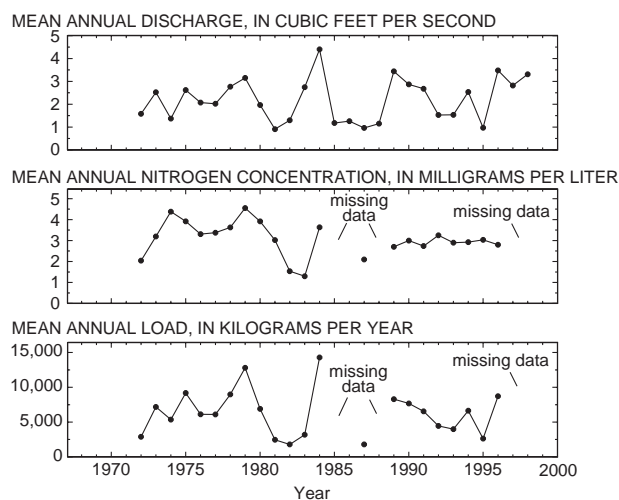 MEAN ANNUAL DISCHARGE, IN CUBIC FEET PER SECOND
5
4
3
2
1
0
MEAN ANNUAL NITROGEN CONCENTRATION, IN MILLIGRAMS PER LITER
5
4
3
2
1
0
missing
data
missing data
MEAN ANNUAL LOAD, IN KILOGRAMS PER YEAR
15,000
10,000
5,000
0
missing
data
missing data
1970 1975 1980 1985 1990 1995 2000
Year